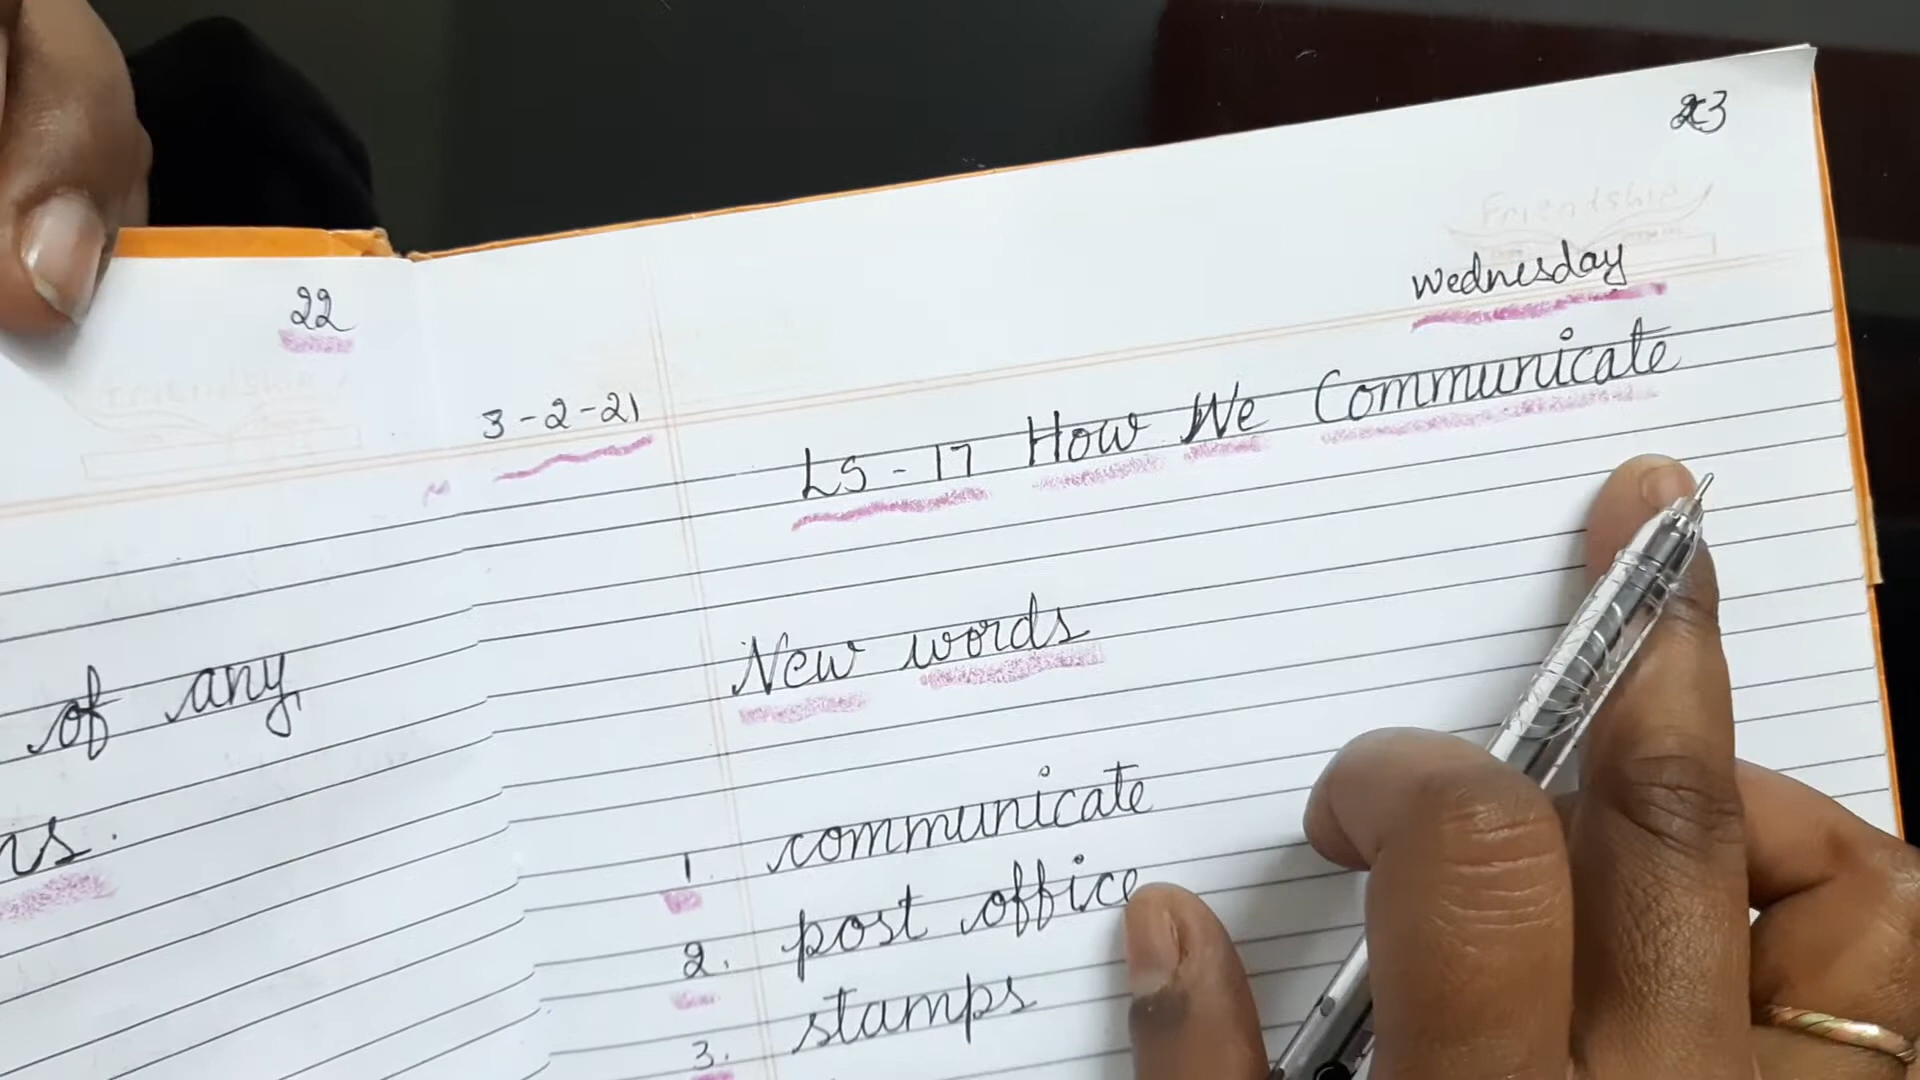 22
of any
ns.
23
Friendship
wednesday
3-2-21
LS - 17 How We Communicate
New words
1. communicate
2. post office
3. stamps